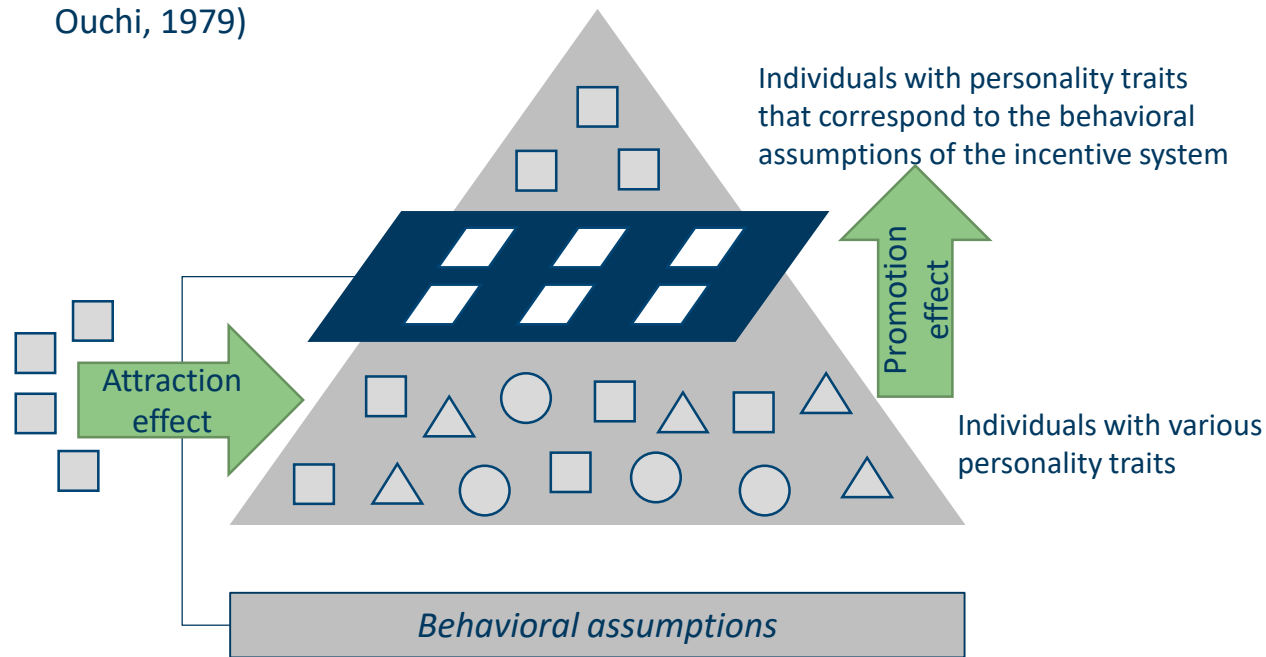 Ouchi, 1979)
Individuals with personality traits
that correspond to the behavioral
assumptions of the incentive system
Promotion
effect
Attraction
effect
Individuals with various
personality traits
Behavioral assumptions